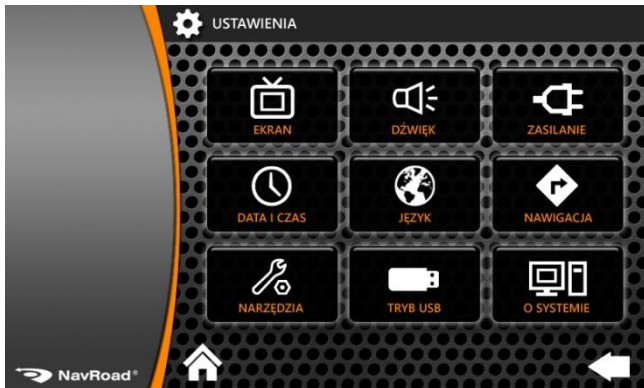 USTAWIENIA
EKRAN
DŹWIĘK
ZASILANIE
DATA I CZAS
JĘZYK
NAWIGACJA
NARZĘDZIA
TRYB USB
O SYSTEMIE
NavRoad®